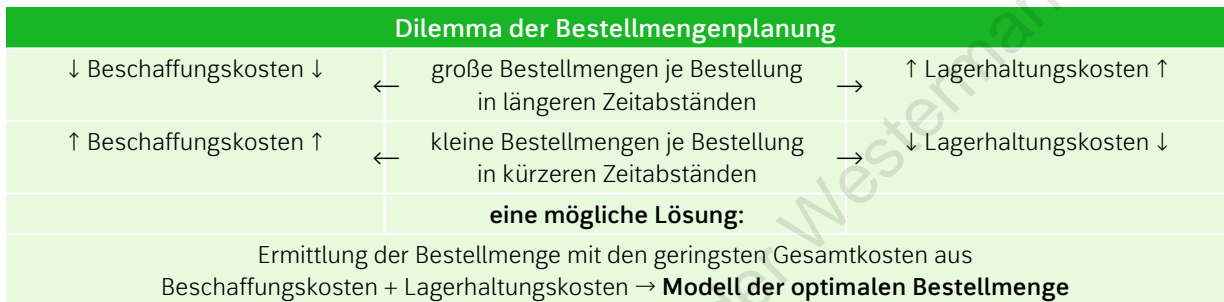 Dilemma der Bestellmengenplanung
↓ Beschaffungskosten ↓ ← große Bestellmengen je Bestellung → ↑ Lagerhaltungskosten ↑
in längeren Zeitabständen
↑ Beschaffungskosten ↑ ← kleine Bestellmengen je Bestellung → ↓ Lagerhaltungskosten ↓
in kürzeren Zeitabständen
eine mögliche Lösung:
Ermittlung der Bestellmenge mit den geringsten Gesamtkosten aus
Beschaffungskosten + Lagerhaltungskosten → Modell der optimalen Bestellmenge